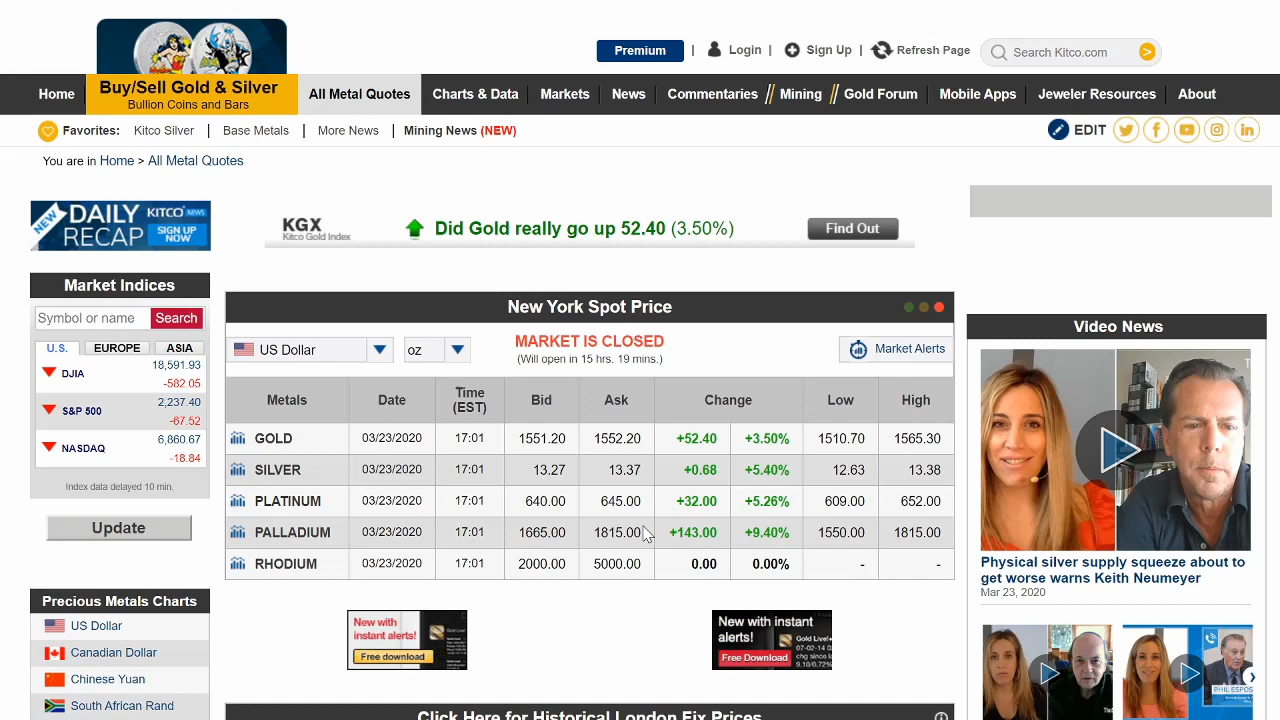 Premium | Login | Sign Up | Refresh Page Search Kitco.com >
Home Buy/Sell Gold & Silver Bullion Coins and Bars All Metal Quotes Charts & Data Markets News Commentaries // Mining // Gold Forum Mobile Apps Jeweler Resources About
Favorites: Kitco Silver | Base Metals | More News | Mining News (NEW) EDIT
You are in Home > All Metal Quotes
NEW DAILY RECAP KITCO NEWS SIGN UP NOW
KGX Kitco Gold Index Did Gold really go up 52.40 (3.50%) Find Out
Market Indices
Symbol or name Search
U.S. EUROPE ASIA
DJIA 18,591.93 -582.05
S&P 500 2,237.40 -67.52
NASDAQ 6,860.67 -18.84
Index data delayed 10 min.
Update
Precious Metals Charts
US Dollar
Canadian Dollar
Chinese Yuan
South African Rand
New York Spot Price
US Dollar oz MARKET IS CLOSED Market Alerts
(Will open in 15 hrs. 19 mins.)
Metals Date Time (EST) Bid Ask Change Low High
GOLD 03/23/2020 17:01 1551.20 1552.20 +52.40 +3.50% 1510.70 1565.30
SILVER 03/23/2020 17:01 13.27 13.37 +0.68 +5.40% 12.63 13.38
PLATINUM 03/23/2020 17:01 640.00 645.00 +32.00 +5.26% 609.00 652.00
PALLADIUM 03/23/2020 17:01 1665.00 1815.00 +143.00 +9.40% 1550.00 1815.00
RHODIUM 03/23/2020 17:01 2000.00 5000.00 0.00 0.00% - -
New with
instant alerts!
Free download
New with instant
alerts!
Free Download
Gold Live!
07-02-14
chg since
9.10/0.72%
Click Here for Historical London Fix Prices
Video News
Physical silver supply squeeze about to
get worse warns Keith Neumeyer
Mar 23, 2020
PHIL ESPOS